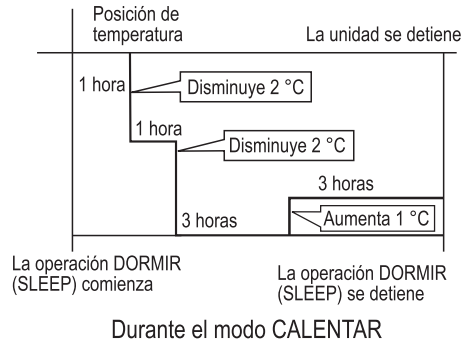 Posición de
temperatura
La unidad se detiene
1 hora
Disminuye 2 °C
1 hora
Disminuye 2 °C
3 horas
3 horas
Aumenta 1 °C
La operación DORMIR
(SLEEP) comienza
La operación DORMIR
(SLEEP) se detiene
Durante el modo CALENTAR